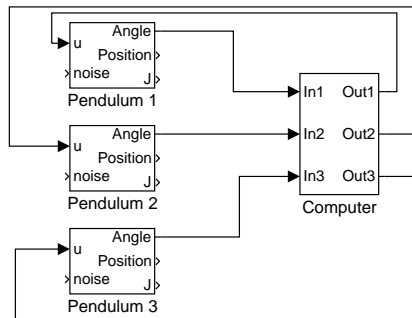 Angle
u
Position
noise
J
Pendulum 1
Angle
u
Position
noise
J
Pendulum 2
Angle
u
Position
noise
J
Pendulum 3
In1 Out1
In2 Out2
In3 Out3
Computer